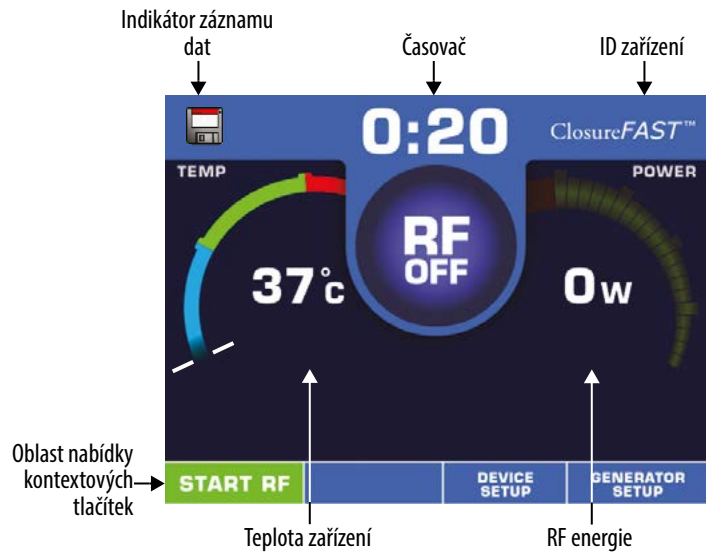 Indikátor záznamu
dat
Časovač
ID zařízení
0:20
ClosureFAST™
TEMP
POWER
RF
OFF
37°c
0w
Oblast nabídky
kontextových
tlačítek
START RF
DEVICE
SETUP
GENERATOR
SETUP
Teplota zařízení
RF energie